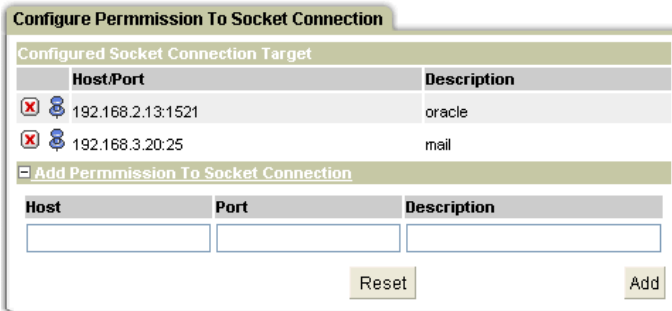 Configure Permmission To Socket Connection
Configured Socket Connection Target
Host/Port Description
192.168.2.13:1521 oracle
192.168.3.20:25 mail
Add Permmission To Socket Connection
Host Port Description
Reset Add